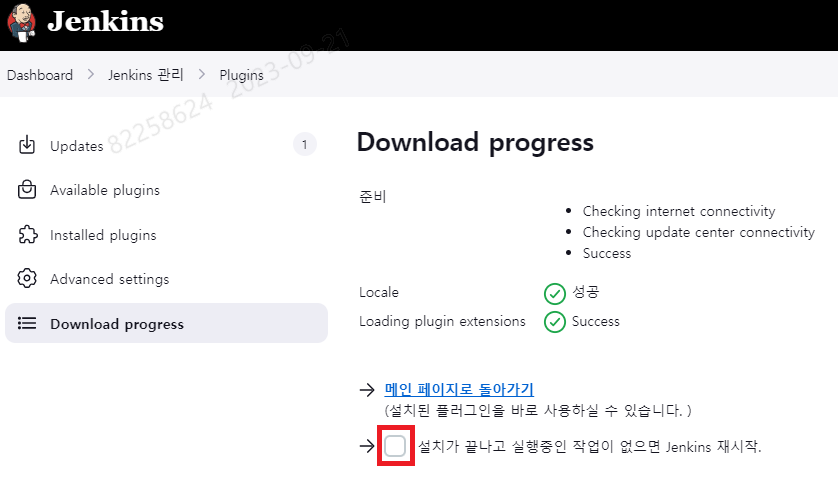 Jenkins
Dashboard > Jenkins 관리 > Plugins
82258624 2023-09-21
Updates 1
Available plugins
Installed plugins
Advanced settings
Download progress
Download progress
준비
Checking internet connectivity
Checking update center connectivity
Success
Locale 성공
Loading plugin extensions Success
메인 페이지로 돌아가기
(설치된 플러그인을 바로 사용하실 수 있습니다. )
설치가 끝나고 실행중인 작업이 없으면 Jenkins 재시작.